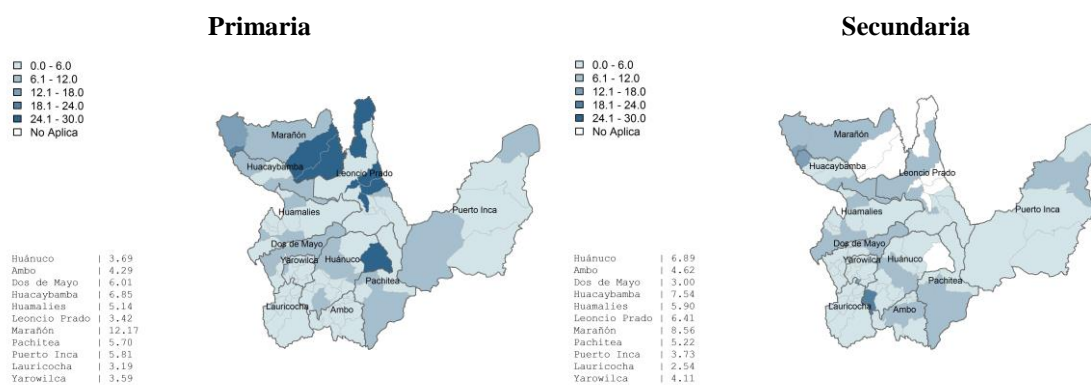 Primaria
0.0 - 6.0
6.1 - 12.0
12.1 - 18.0
18.1 - 24.0
24.1 - 30.0
No Aplica
Marañón
Huacaybamba
Leoncio Prado
Huamalies
Puerto Inca
Dos de Mayo
Yarowilca
Huánuco
Pachitea
Lauricocha
Ambo
Huánuco | 3.69
Ambo | 4.29
Dos de Mayo | 6.01
Huacaybamba | 6.85
Huamalies | 5.14
Leoncio Prado | 3.42
Marañón | 12.17
Pachitea | 5.70
Puerto Inca | 5.81
Lauricocha | 3.19
Yarowilca | 3.59
Secundaria
0.0 - 6.0
6.1 - 12.0
12.1 - 18.0
18.1 - 24.0
24.1 - 30.0
No Aplica
Marañón
Huacaybamba
Leoncio Prado
Huamalies
Puerto Inca
Dos de Mayo
Yarowilca
Huánuco
Pachitea
Lauricocha
Ambo
Huánuco | 6.89
Ambo | 4.62
Dos de Mayo | 3.00
Huacaybamba | 7.54
Huamalies | 5.90
Leoncio Prado | 6.41
Marañón | 8.56
Pachitea | 5.22
Puerto Inca | 3.73
Lauricocha | 2.54
Yarowilca | 4.11